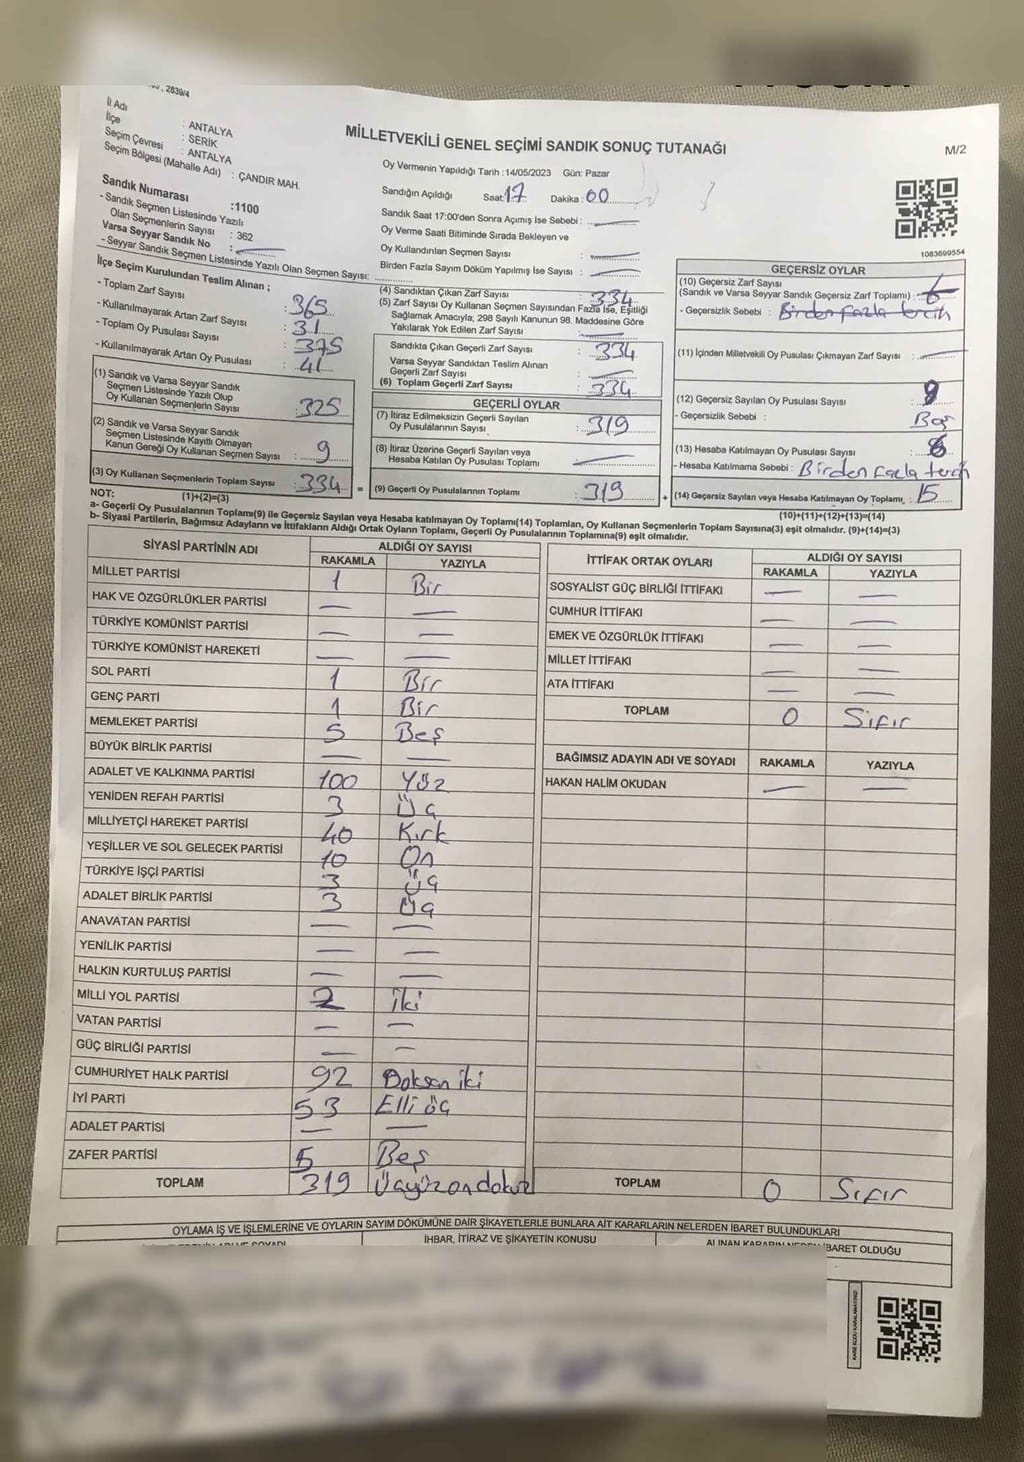 , 2839/4
İl Adı : ANTALYA
İlçe : SERİK
Seçim Çevresi : ANTALYA
Seçim Bölgesi (Mahalle Adı) : ÇANDIR MAH.
MİLLETVEKİLİ GENEL SEÇİMİ SANDIK SONUÇ TUTANAĞI
M/2
Oy Vermenin Yapıldığı Tarih : 14/05/2023 Gün: Pazar
Sandığın Açıldığı Saat: 17 Dakika: 00
Sandık Saat 17:00'den Sonra Açımış İse Sebebi :
Oy Verme Saati Bitiminde Sırada Bekleyen ve
Oy Kullandırılan Seçmen Sayısı :
Birden Fazla Sayım Döküm Yapılmış İse Sayısı :
Sandık Numarası :1100
- Sandık Seçmen Listesinde Yazılı
Olan Seçmenlerin Sayısı : 362
Varsa Seyyar Sandık No :
- Seyyar Sandık Seçmen Listesinde Yazılı Olan Seçmen Sayısı:
İlçe Seçim Kurulundan Teslim Alınan ;
- Toplam Zarf Sayısı : 365
- Kullanılmayarak Artan Zarf Sayısı : 31
- Toplam Oy Pusulası Sayısı : 375
- Kullanılmayarak Artan Oy Pusulası : 41
(1) Sandık ve Varsa Seyyar Sandık
Seçmen Listesinde Yazılı Olup
Oy Kullanan Seçmenlerin Sayısı : 325
(2) Sandık ve Varsa Seyyar Sandık
Seçmen Listesinde Kayıtlı Olmayan
Kanun Gereği Oy Kullanan Seçmen Sayısı : 9
(3) Oy Kullanan Seçmenlerin Toplam Sayısı : 334
(4) Sandıktan Çıkan Zarf Sayısı : 334
(5) Zarf Sayısı Oy Kullanan Seçmen Sayısından Fazla İse, Eşitliği
Sağlamak Amacıyla; 298 Sayılı Kanunun 98. Maddesine Göre
Yakılarak Yok Edilen Zarf Sayısı :
Sandıkta Çıkan Geçerli Zarf Sayısı : 334
Varsa Seyyar Sandıktan Teslim Alınan
Geçerli Zarf Sayısı :
(6) Toplam Geçerli Zarf Sayısı : 334
GEÇERLİ OYLAR
(7) İtiraz Edilmeksizin Geçerli Sayılan
Oy Pusulalarının Sayısı : 319
(8) İtiraz Üzerine Geçerli Sayılan veya
Hesaba Katılan Oy Pusulası Toplamı :
= (9) Geçerli Oy Pusulalarının Toplamı : 319
1083699554
GEÇERSİZ OYLAR
(10) Geçersiz Zarf Sayısı
(Sandık ve Varsa Seyyar Sandık Geçersiz Zarf Toplamı) :
- Geçersizlik Sebebi : Birden fazla tercih
(11) İçinden Milletvekili Oy Pusulası Çıkmayan Zarf Sayısı :
(12) Geçersiz Sayılan Oy Pusulası Sayısı :
- Geçersizlik Sebebi : Boş
(13) Hesaba Katılmayan Oy Pusulası Sayısı :
- Hesaba Katılmama Sebebi : Birden fazla tercih
+ (14) Geçersiz Sayılan veya Hesaba Katılmayan Oy Toplamı, : 15
NOT: (1)+(2)=(3) (10)+(11)+(12)+(13)=(14)
a- Geçerli Oy Pusulalarının Toplamı(9) ile Geçersiz Sayılan veya Hesaba katılmayan Oy Toplamı(14) Toplamları, Oy Kullanan Seçmenlerin Toplam Sayısına(3) eşit olmalıdır. (9)+(14)=(3)
b- Siyasi Partilerin, Bağımsız Adayların ve İttifakların Aldığı Ortak Oyların Toplamı, Geçerli Oy Pusulalarının Toplamına(9) eşit olmalıdır.
SİYASİ PARTİNİN ADI ALDIĞI OY SAYISI
RAKAMLA YAZIYLA
MİLLET PARTİSİ 1 Bir
HAK VE ÖZGÜRLÜKLER PARTİSİ
TÜRKİYE KOMÜNİST PARTİSİ
TÜRKİYE KOMÜNİST HAREKETİ
SOL PARTİ 1 Bir
GENÇ PARTİ 1 Bir
MEMLEKET PARTİSİ 5 Beş
BÜYÜK BİRLİK PARTİSİ
ADALET VE KALKINMA PARTİSİ 100 Yüz
YENİDEN REFAH PARTİSİ 3 Üç
MİLLİYETÇİ HAREKET PARTİSİ 40 Kırk
YEŞİLLER VE SOL GELECEK PARTİSİ 10 On
TÜRKİYE İŞÇİ PARTİSİ 3 üç
ADALET BİRLİK PARTİSİ 3 Üç
ANAVATAN PARTİSİ
YENİLİK PARTİSİ
HALKIN KURTULUŞ PARTİSİ
MİLLİ YOL PARTİSİ 2 iki
VATAN PARTİSİ
GÜÇ BİRLİĞİ PARTİSİ
CUMHURİYET HALK PARTİSİ 92 Doksan iki
İYİ PARTİ 53 Elli üç
ADALET PARTİSİ
ZAFER PARTİSİ 5 Beş
TOPLAM 319 Üçyüzondokuz
İTTİFAK ORTAK OYLARI ALDIĞI OY SAYISI
RAKAMLA YAZIYLA
SOSYALİST GÜÇ BİRLİĞİ İTTİFAKI
CUMHUR İTTİFAKI
EMEK VE ÖZGÜRLÜK İTTİFAKI
MİLLET İTTİFAKI
ATA İTTİFAKI
TOPLAM 0 Sıfır
BAĞIMSIZ ADAYIN ADI VE SOYADI RAKAMLA YAZIYLA
HAKAN HALİM OKUDAN
TOPLAM 0 Sıfır
OYLAMA İŞ VE İŞLEMLERİNE VE OYLARIN SAYIM DÖKÜMÜNE DAİR ŞİKAYETLERLE BUNLARA AİT KARARLARIN NELERDEN İBARET BULUNDUKLARI
İHBAR, İTİRAZ VE ŞİKAYETİN KONUSU
ALINAN KARARIN NEDEN İBARET OLDUĞU